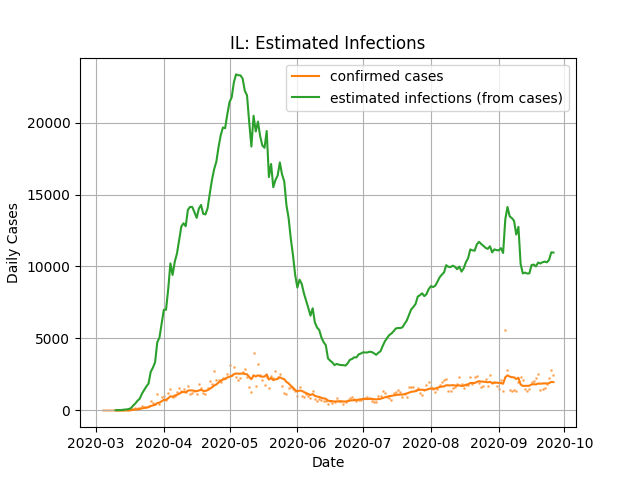 IL: Estimated Infections
confirmed cases
estimated infections (from cases)
Daily Cases
20000
15000
10000
5000
0
2020-03 2020-04 2020-05 2020-06 2020-07 2020-08 2020-09 2020-10
Date